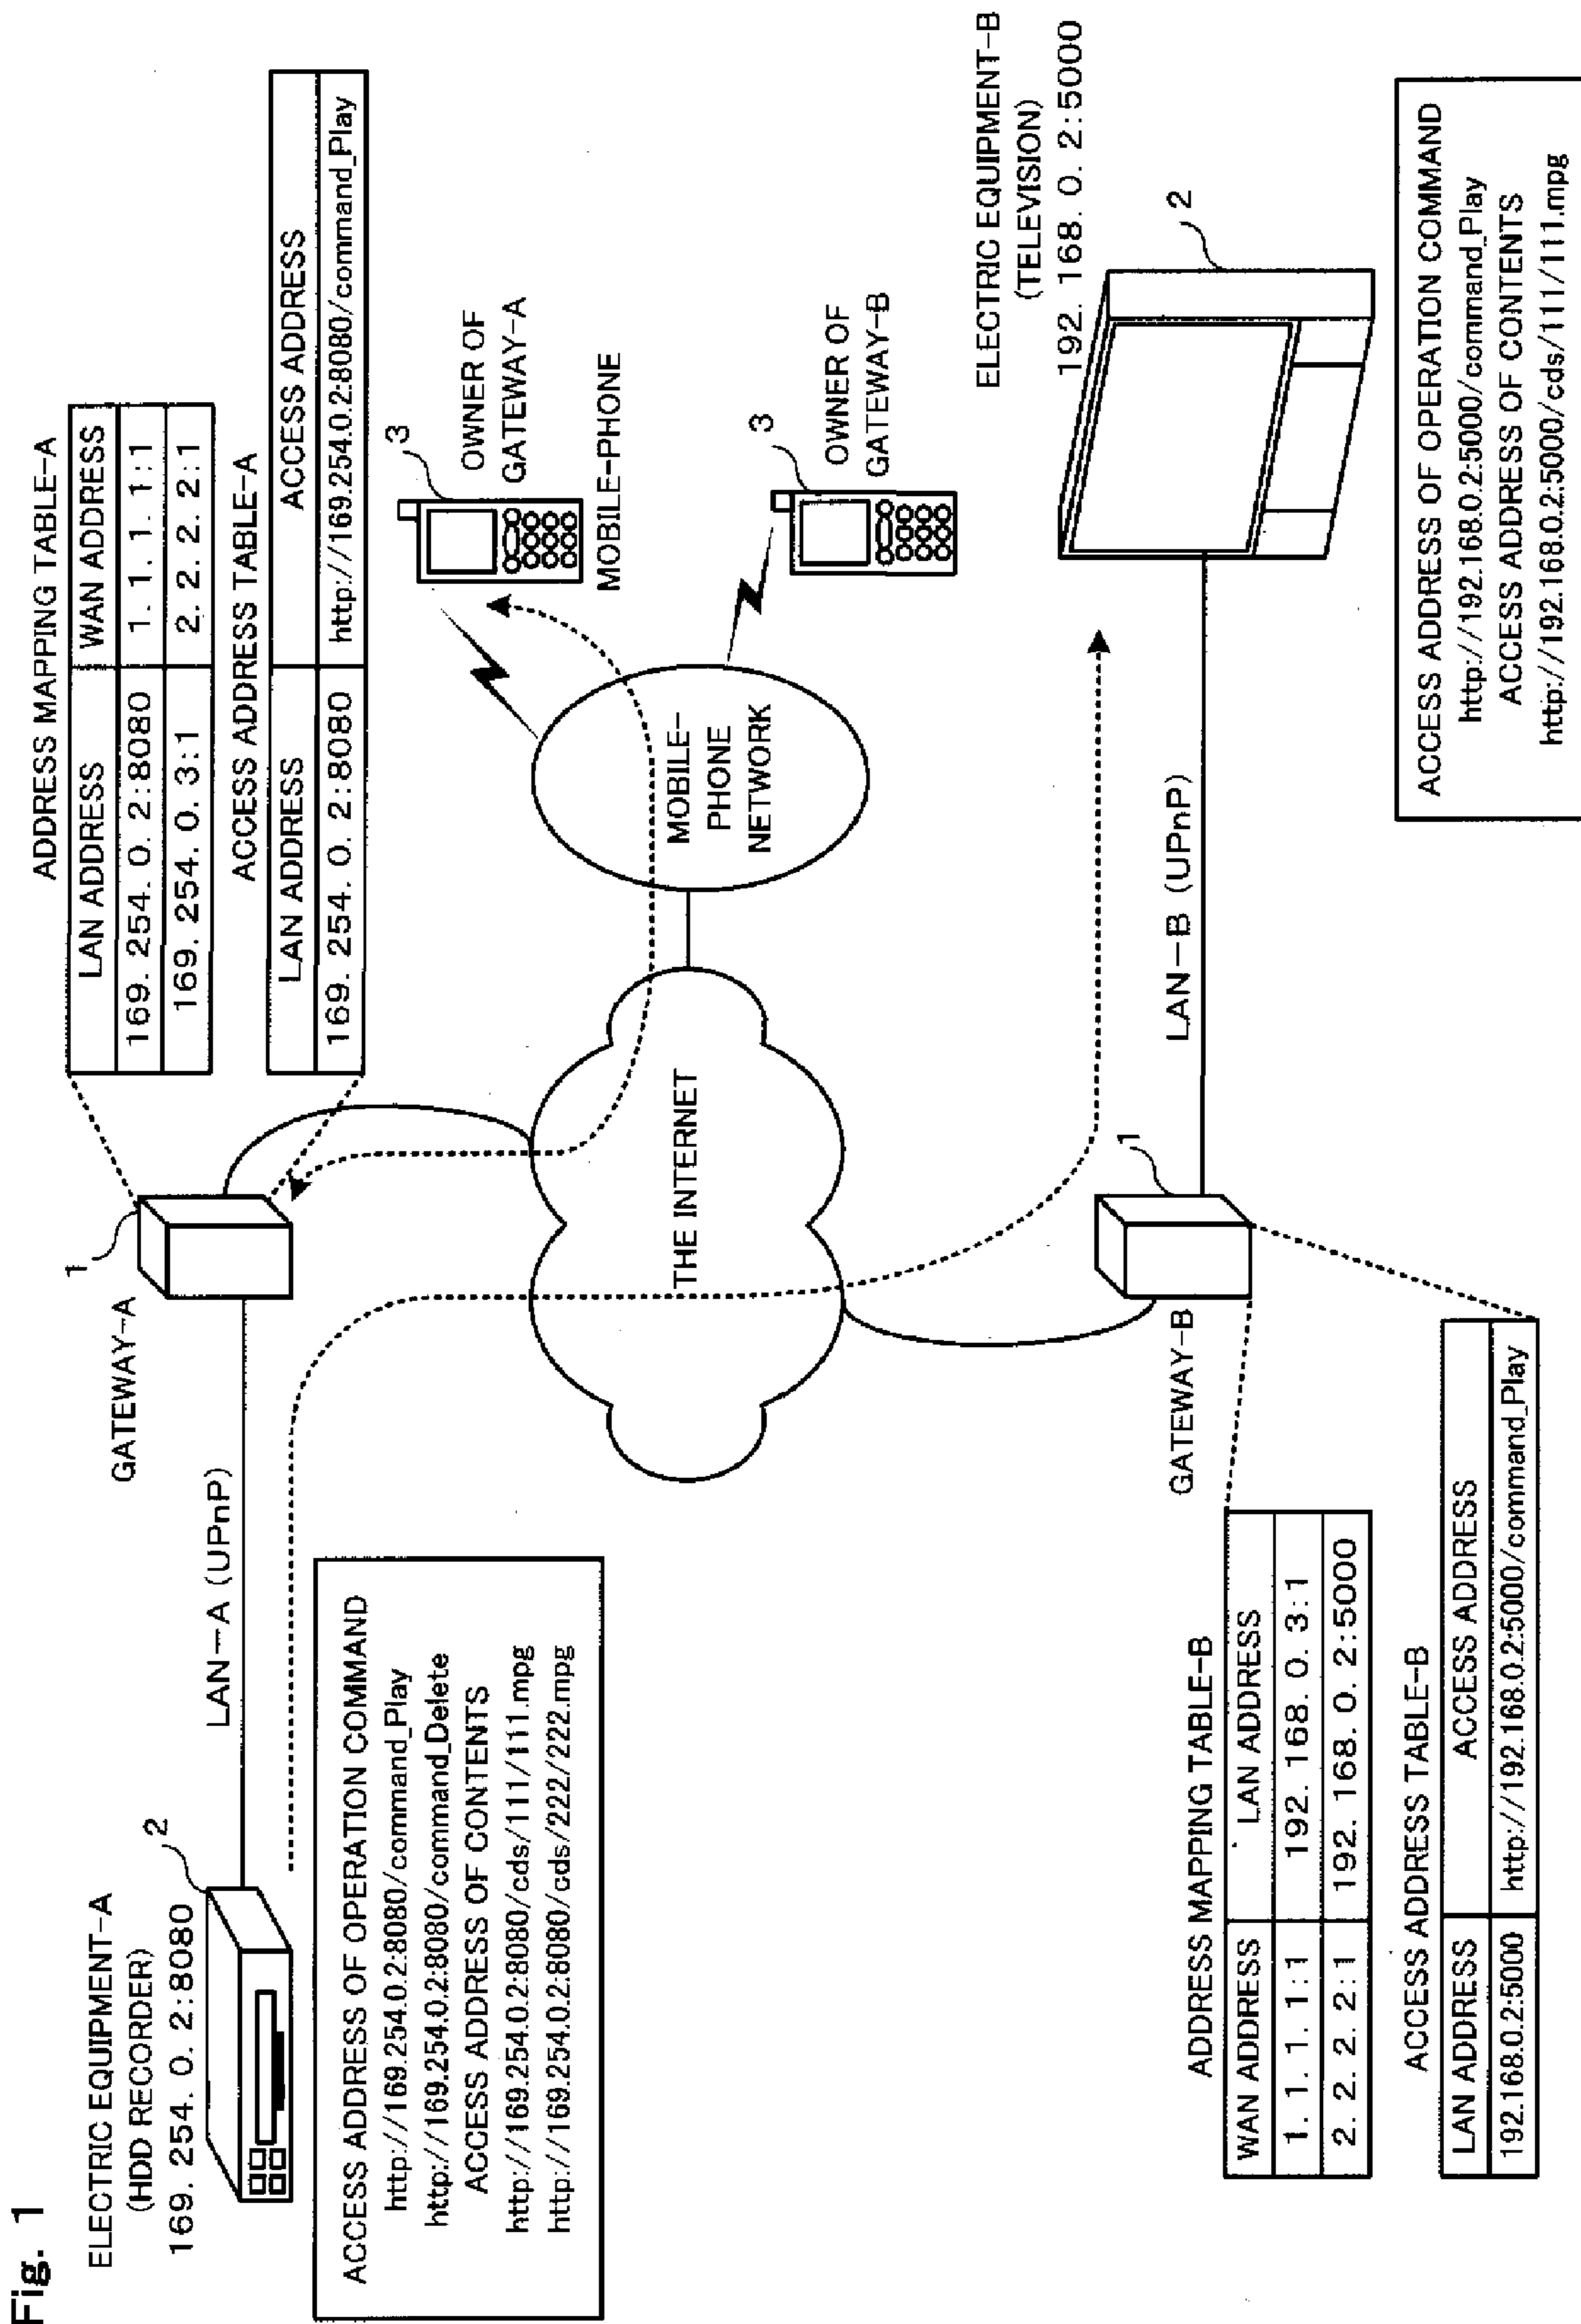 Fig. 1
ELECTRIC EQUIPMENT-A
(HDD RECORDER)
169. 254. 0. 2:8080
2
LAN-A (UPnP)
GATEWAY-A
1
ADDRESS MAPPING TABLE-A
LAN ADDRESS WAN ADDRESS
169. 254. 0. 2:8080 1. 1. 1. 1:1
169. 254. 0. 3:1 2. 2. 2. 2:1
ACCESS ADDRESS TABLE-A
LAN ADDRESS ACCESS ADDRESS
169. 254. 0. 2:8080 http://169.254.0.2:8080/command_Play
ACCESS ADDRESS OF OPERATION COMMAND
http://169.254.0.2:8080/command_Play
http://169.254.0.2:8080/command_Delete
ACCESS ADDRESS OF CONTENTS
http://169.254.0.2:8080/cds/111/111.mpg
http://169.254.0.2:8080/cds/222/222.mpg
THE INTERNET
MOBILE-
PHONE
NETWORK
3
OWNER OF
GATEWAY-A
MOBILE-PHONE
3
OWNER OF
GATEWAY-B
ELECTRIC EQUIPMENT-B
(TELEVISION)
192. 168. 0. 2:5000
2
LAN-B (UPnP)
1
GATEWAY-B
ADDRESS MAPPING TABLE-B
WAN ADDRESS LAN ADDRESS
1. 1. 1. 1:1 192. 168. 0. 3:1
2. 2. 2. 2:1 192. 168. 0. 2:5000
ACCESS ADDRESS TABLE-B
LAN ADDRESS ACCESS ADDRESS
192.168.0.2:5000 http://192.168.0.2:5000/command_Play
ACCESS ADDRESS OF OPERATION COMMAND
http://192.168.0.2:5000/command_Play
ACCESS ADDRESS OF CONTENTS
http://192.168.0.2:5000/cds/111/111.mpg